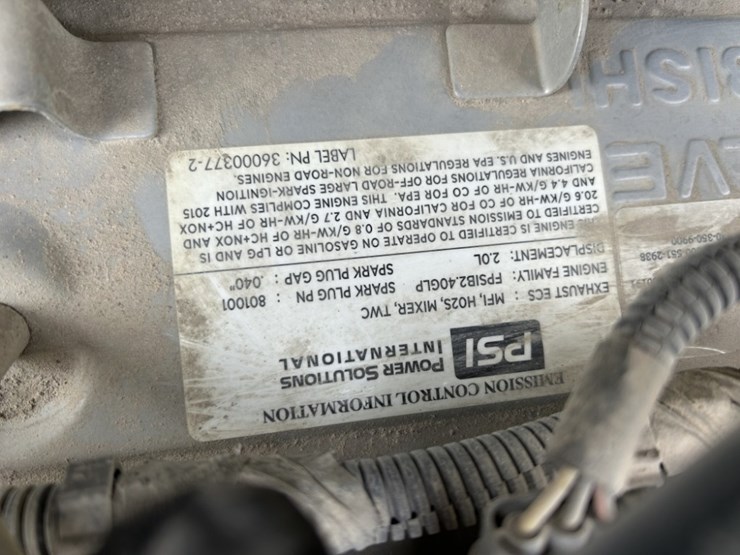 EMISSION CONTROL INFORMATION
PSI
POWER SOLUTIONS
INTERNATIONAL
EXHAUST ECS : MFI, HO2S, MIXER, TWC
ENGINE FAMILY: FPSIB2.40GLP SPARK PLUG PN : 801001
DISPLACEMENT: 2.0L SPARK PLUG GAP : .040"
ENGINE IS CERTIFIED TO OPERATE ON GASOLINE OR LPG AND IS
CERTIFIED TO EMISSION STANDARDS OF 0.8 G/KW-HR OF HC+NOX AND
20.6 G/KW-HR OF CO FOR CALIFORNIA AND 2.7 G/KW-HR OF HC+NOX
AND 4.4 G/KW-HR OF CO FOR EPA. THIS ENGINE COMPLIES WITH 2015
CALIFORNIA REGULATIONS FOR OFF-ROAD LARGE SPARK-IGNITION
ENGINES AND U.S. EPA REGULATIONS FOR NON-ROAD ENGINES.
LABEL PN: 36000377-2
BISHI